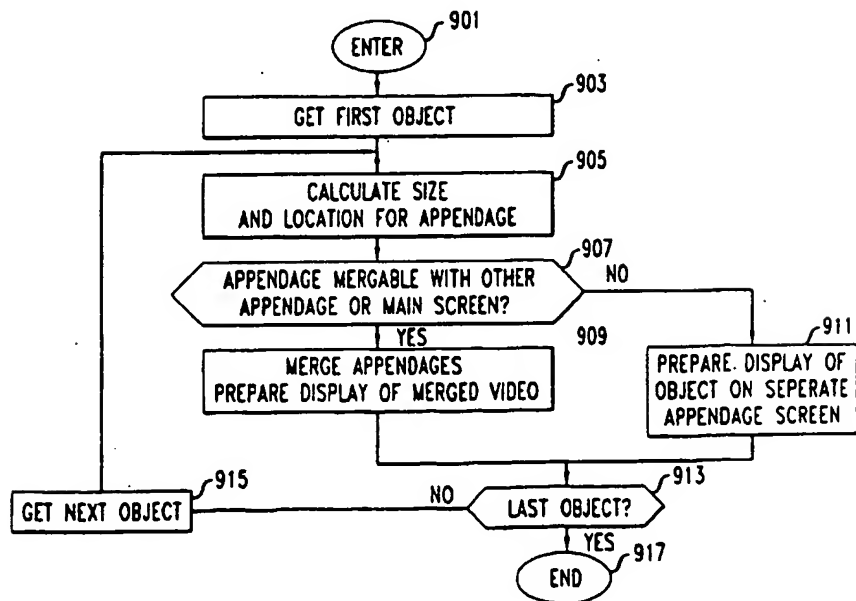 901
ENTER
903
GET FIRST OBJECT
905
CALCULATE SIZE
AND LOCATION FOR APPENDAGE
907
APPENDAGE MERGABLE WITH OTHER
APPENDAGE OR MAIN SCREEN?
NO
YES
909
MERGE APPENDAGES
PREPARE DISPLAY OF MERGED VIDEO
911
PREPARE. DISPLAY OF
OBJECT ON SEPERATE
APPENDAGE SCREEN
915
GET NEXT OBJECT
NO
913
LAST OBJECT?
YES
917
END